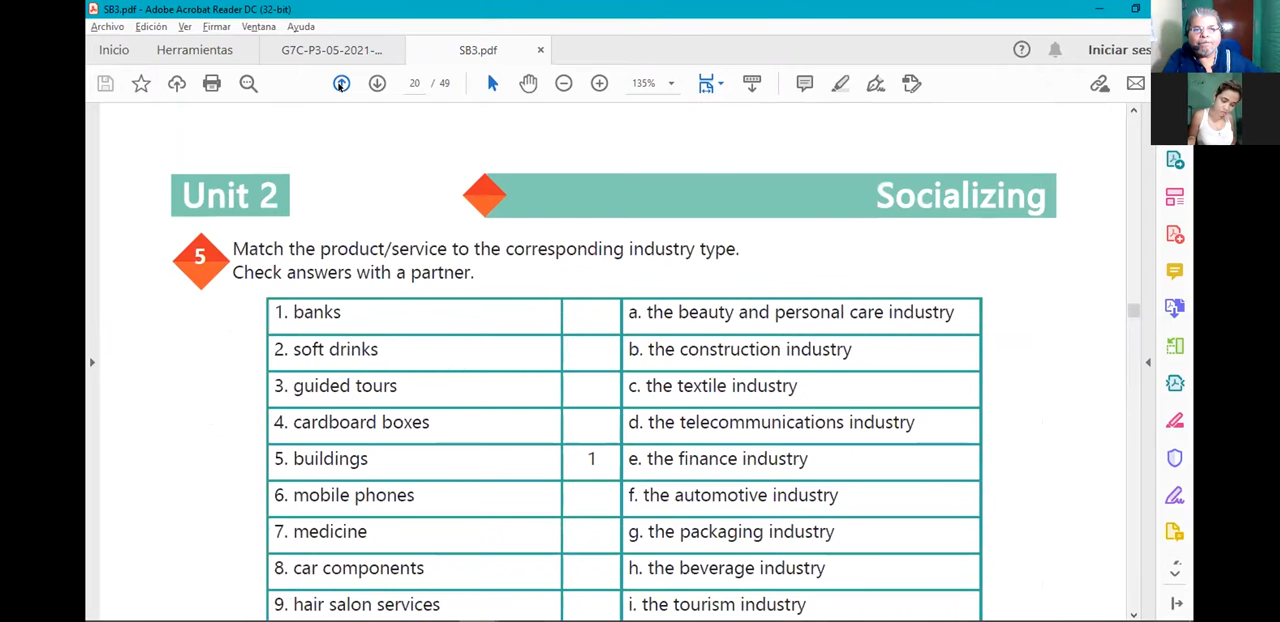 SB3.pdf - Adobe Acrobat Reader DC (32-bit)
Archivo Edición Ver Firmar Ventana Ayuda
Inicio Herramientas G7C-P3-05-2021-... SB3.pdf × Iniciar ses
20 / 49 135%
Unit 2 Socializing
5 Match the product/service to the corresponding industry type.
Check answers with a partner.
1. banks a. the beauty and personal care industry
2. soft drinks b. the construction industry
3. guided tours c. the textile industry
4. cardboard boxes d. the telecommunications industry
5. buildings 1 e. the finance industry
6. mobile phones f. the automotive industry
7. medicine g. the packaging industry
8. car components h. the beverage industry
9. hair salon services i. the tourism industry